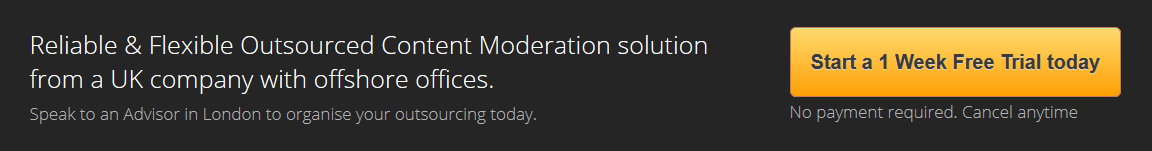 Reliable & Flexible Outsourced Content Moderation solution
from a UK company with offshore offices.
Speak to an Advisor in London to organise your outsourcing today.
Start a 1 Week Free Trial today
No payment required. Cancel anytime